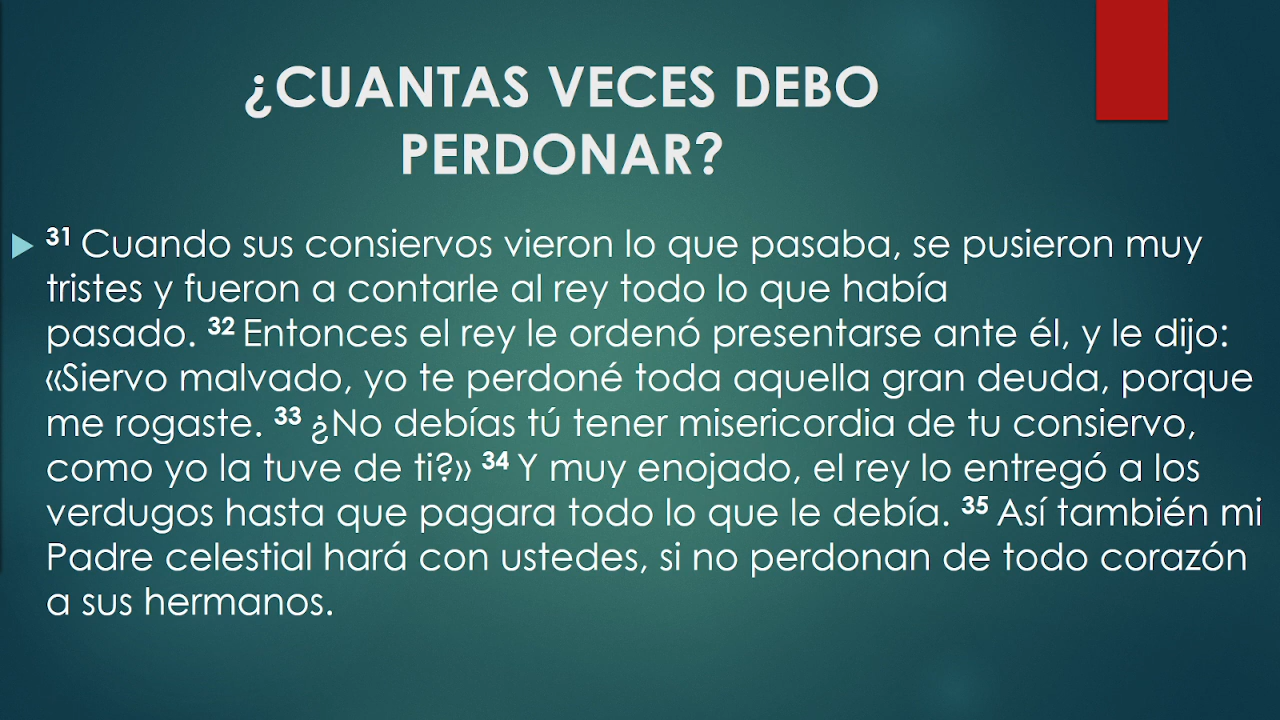 ¿CUANTAS VECES DEBO
PERDONAR?
31 Cuando sus consiervos vieron lo que pasaba, se pusieron muy
tristes y fueron a contarle al rey todo lo que había
pasado. 32 Entonces el rey le ordenó presentarse ante él, y le dijo:
«Siervo malvado, yo te perdoné toda aquella gran deuda, porque
me rogaste. 33 ¿No debías tú tener misericordia de tu consiervo,
como yo la tuve de ti?» 34 Y muy enojado, el rey lo entregó a los
verdugos hasta que pagara todo lo que le debía. 35 Así también mi
Padre celestial hará con ustedes, si no perdonan de todo corazón
a sus hermanos.